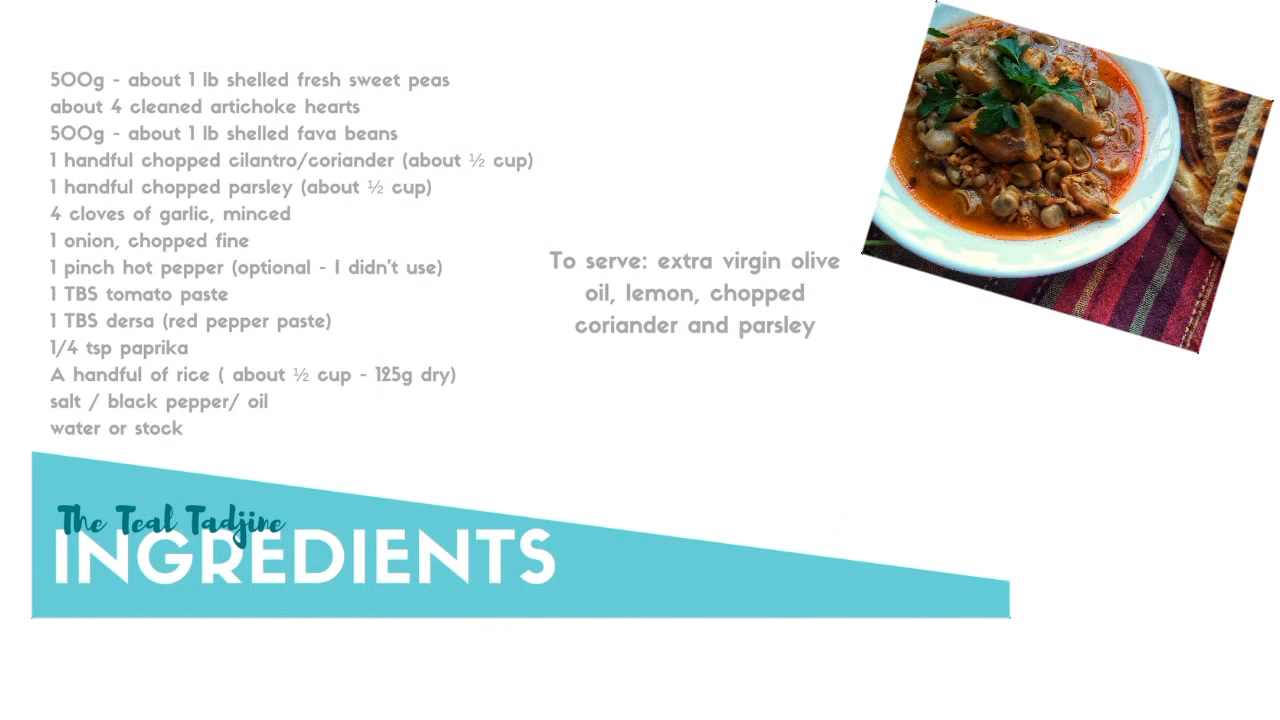 500g - about 1 lb shelled fresh sweet peas
about 4 cleaned artichoke hearts
500g - about 1 lb shelled fava beans
1 handful chopped cilantro/coriander (about ½ cup)
1 handful chopped parsley (about ½ cup)
4 cloves of garlic, minced
1 onion, chopped fine
1 pinch hot pepper (optional - I didn't use)
1 TBS tomato paste
1 TBS dersa (red pepper paste)
1/4 tsp paprika
A handful of rice ( about ½ cup - 125g dry)
salt / black pepper/ oil
water or stock
To serve: extra virgin olive
oil, lemon, chopped
coriander and parsley
The Teal Tadjine
INGREDIENTS